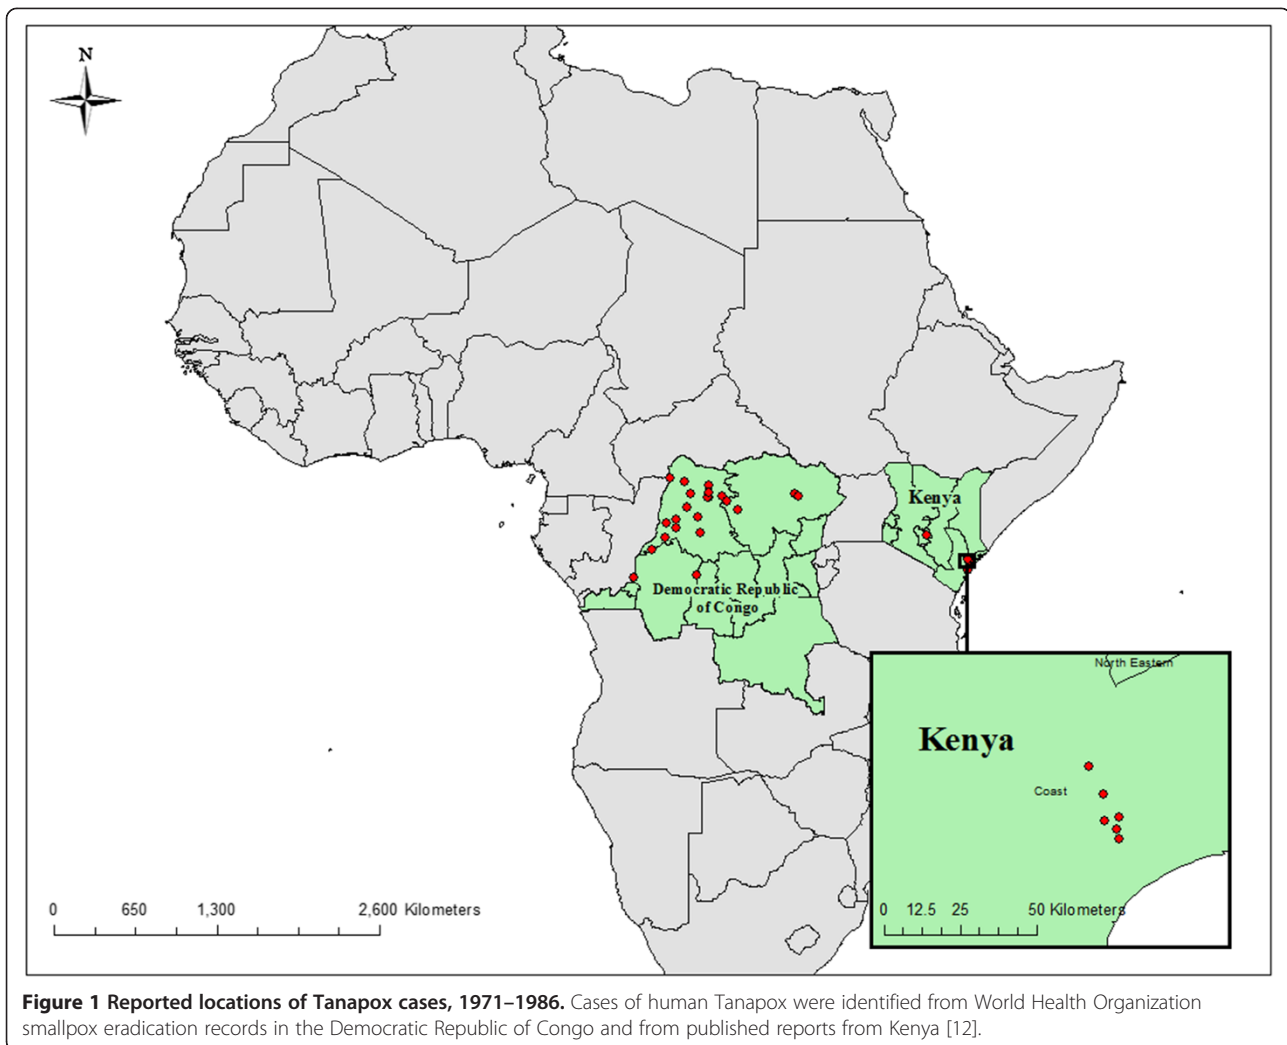 N
Kenya
Democratic Republic
of Congo
North Eastern
Kenya
Coast
0 12.5 25 50 Kilometers
0 650 1,300 2,600 Kilometers
Figure 1 Reported locations of Tanapox cases, 1971–1986. Cases of human Tanapox were identified from World Health Organization
smallpox eradication records in the Democratic Republic of Congo and from published reports from Kenya [12].